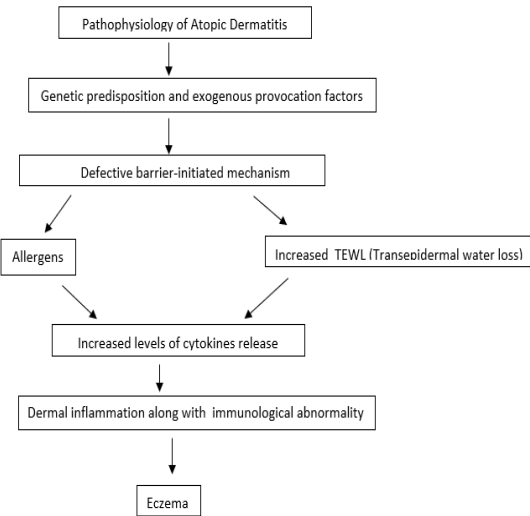 Pathophysiology of Atopic Dermatitis
Genetic predisposition and exogenous provocation factors
Defective barrier-initiated mechanism
Allergens
Increased TEWL (Transepidermal water loss)
Increased levels of cytokines release
Dermal inflammation along with immunological abnormality
Eczema